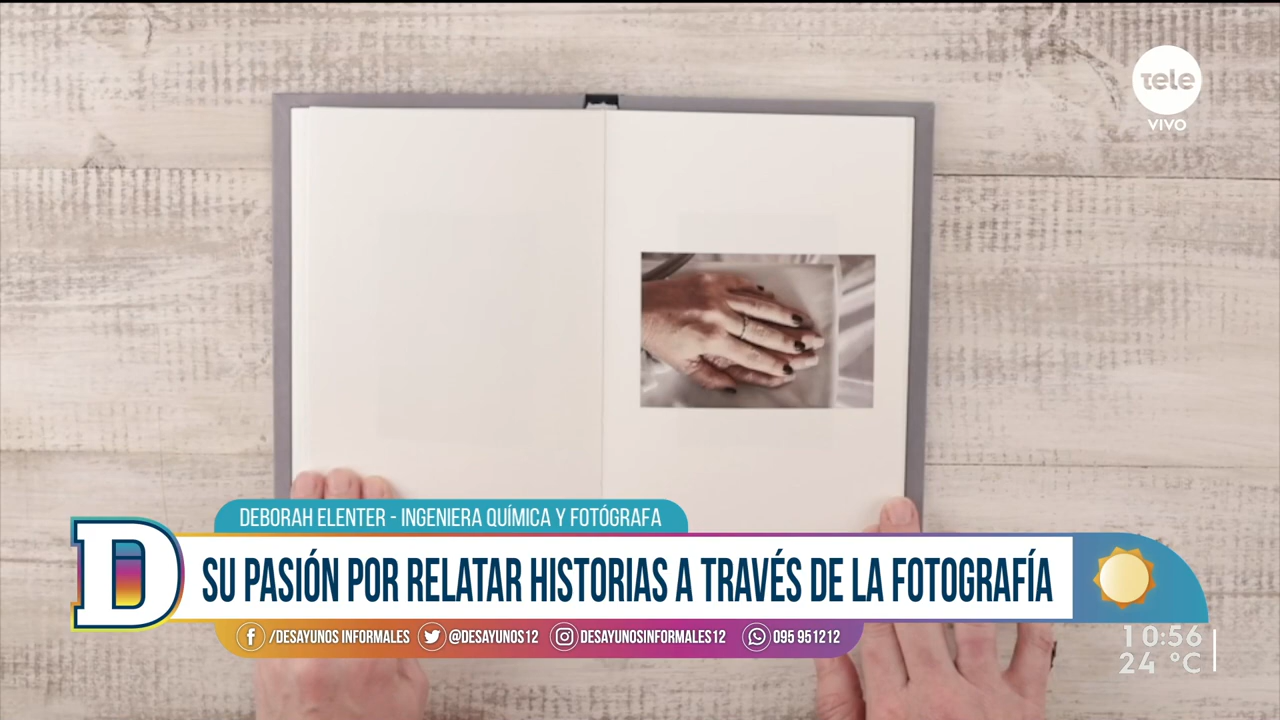 tele
VIVO
DEBORAH ELENTER - INGENIERA QUÍMICA Y FOTÓGRAFA
D
SU PASIÓN POR RELATAR HISTORIAS A TRAVÉS DE LA FOTOGRAFÍA
/DESAYUNOS INFORMALES @DESAYUNOS12 DESAYUNOSINFORMALES12 095 951212
10:56
24 °C